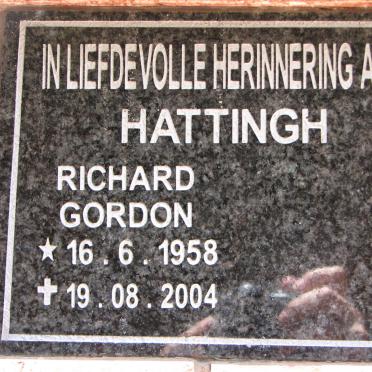 IN LIEFDEVOLLE HERINNERING A
HATTINGH
RICHARD
GORDON
★ 16 . 6 . 1958
✝ 19 . 08 . 2004